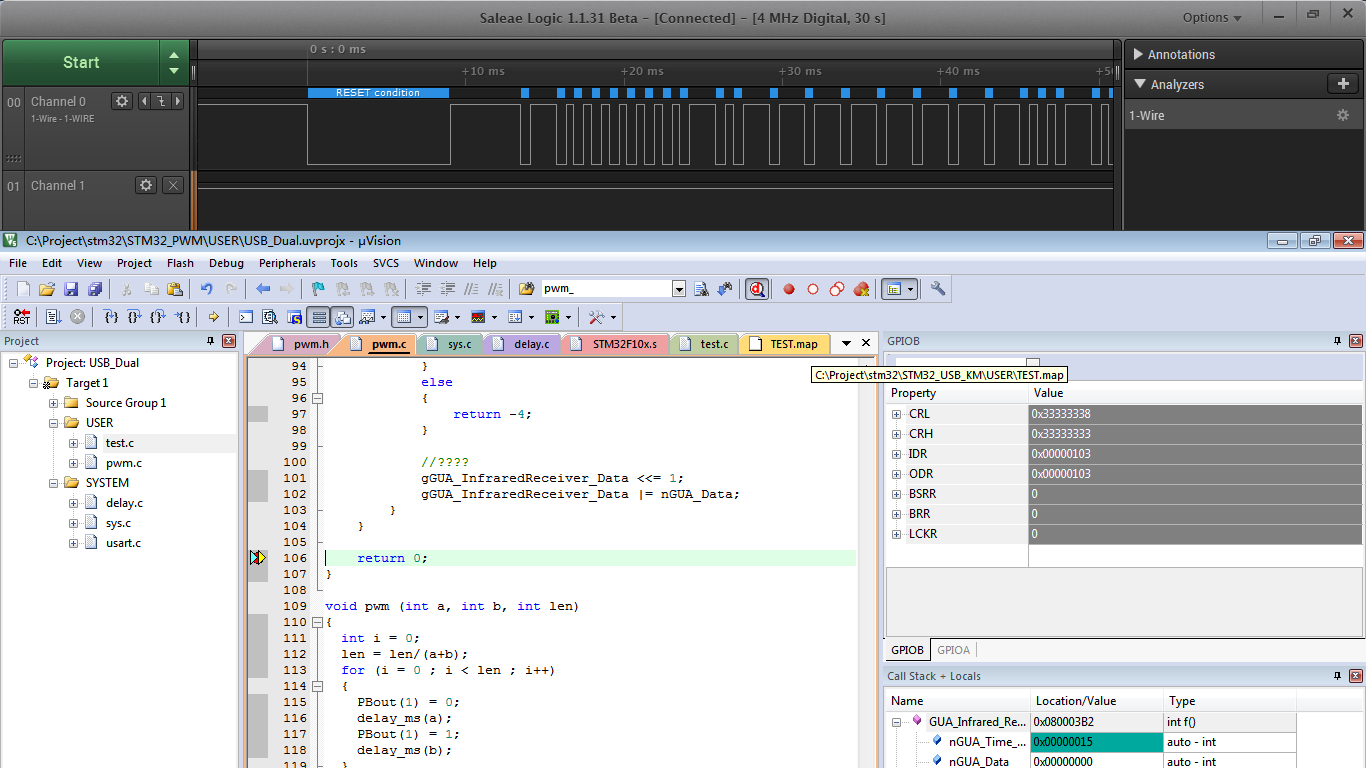 Saleae Logic 1.1.31 Beta - [Connected] - [4 MHz Digital, 30 s]
Options
Start
0 s : 0 ms
+10 ms
+20 ms
+30 ms
+40 ms
Annotations
Analyzers
1-Wire
00
Channel 0
1-Wire - 1-WIRE
RESET condition
01
Channel 1
C:\Project\stm32\STM32_PWM\USER\USB_Dual.uvprojx - µVision
File Edit View Project Flash Debug Peripherals Tools SVCS Window Help
pwm_
RST
Project
pwm.h
pwm.c
sys.c
delay.c
STM32F10x.s
test.c
TEST.map
GPIOB
C:\Project\stm32\STM32_USB_KM\USER\TEST.map
Project: USB_Dual
Target 1
Source Group 1
USER
test.c
pwm.c
SYSTEM
delay.c
sys.c
usart.c
94 }
95 else
96 {
97 return -4;
98 }
99
100 //????
101 gGUA_InfraredReceiver_Data <<= 1;
102 gGUA_InfraredReceiver_Data |= nGUA_Data;
103 }
104 }
105
106 return 0;
107 }
108
109 void pwm (int a, int b, int len)
110 {
111 int i = 0;
112 len = len/(a+b);
113 for (i = 0 ; i < len ; i++)
114 {
115 PBout(1) = 0;
116 delay_ms(a);
117 PBout(1) = 1;
118 delay_ms(b);
119 }
Property Value
CRL 0x33333338
CRH 0x33333333
IDR 0x00000103
ODR 0x00000103
BSRR 0
BRR 0
LCKR 0
GPIOB GPIOA
Call Stack + Locals
Name Location/Value Type
GUA_Infrared_Re... 0x080003B2 int f()
nGUA_Time_... 0x00000015 auto - int
nGUA_Data 0x00000000 auto - int